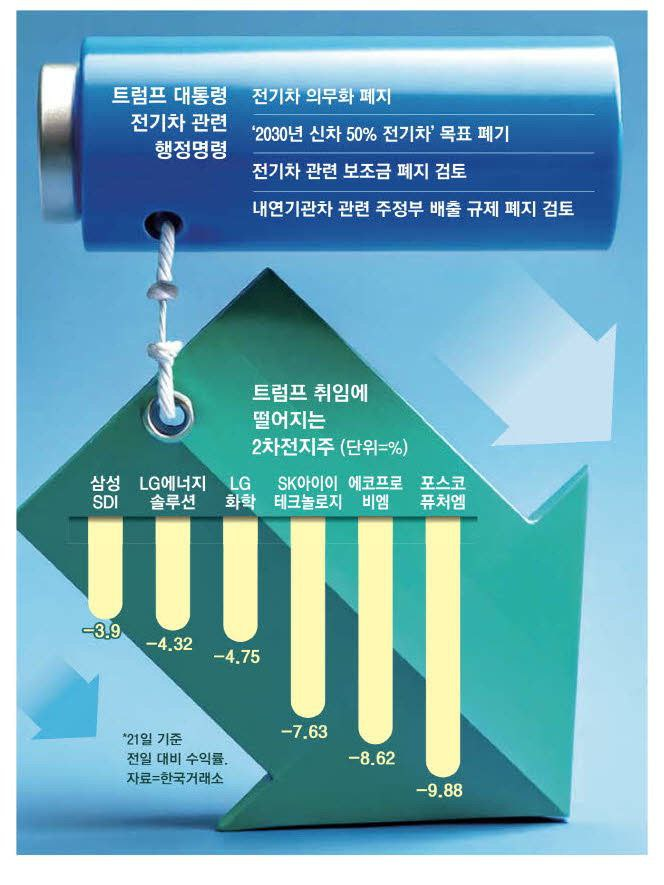 트럼프 대통령
전기차 관련
행정명령
전기차 의무화 폐지
‘2030년 신차 50% 전기차’ 목표 폐기
전기차 관련 보조금 폐지 검토
내연기관차 관련 주정부 배출 규제 폐지 검토
트럼프 취임에
떨어지는
2차전지주 (단위=%)
삼성
SDI
LG에너지
솔루션
LG
화학
SK아이이
테크놀로지
에코프로
비엠
포스코
퓨처엠
-3.9
-4.32
-4.75
-7.63
-8.62
-9.88
*21일 기준
전일 대비 수익률.
자료=한국거래소